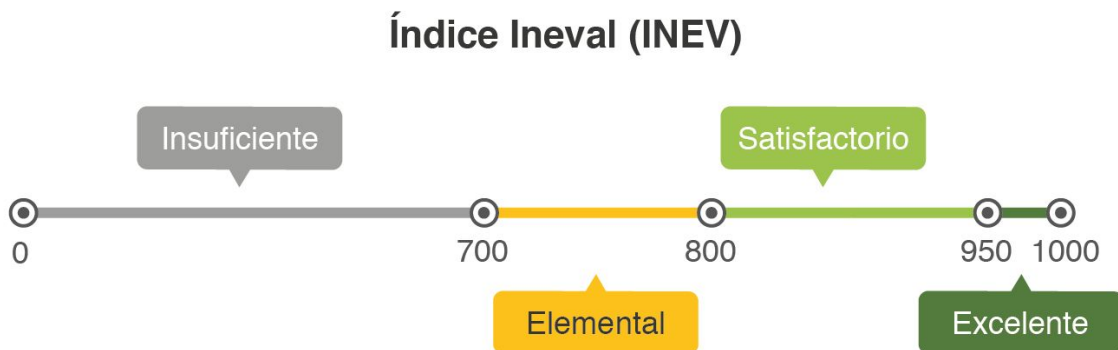 Índice Ineval (INEV)
Insuficiente
Satisfactorio
0
700
800
950
1000
Elemental
Excelente